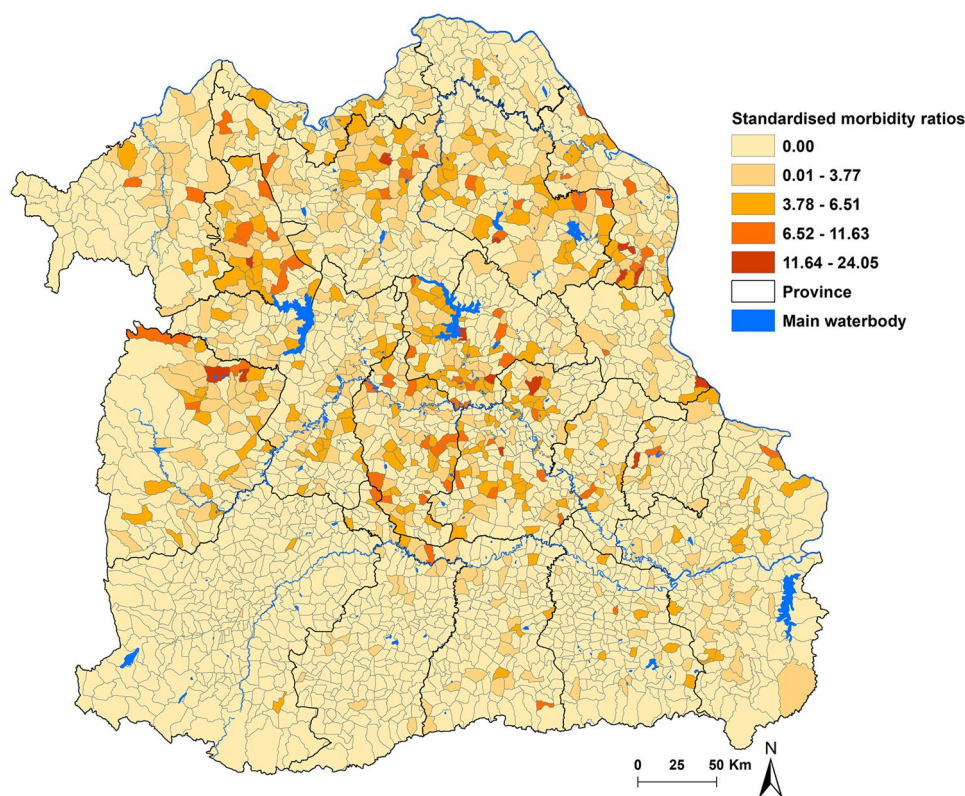 Standardised morbidity ratios
0.00
0.01 - 3.77
3.78 - 6.51
6.52 - 11.63
11.64 - 24.05
Province
Main waterbody
N
0 25 50 Km